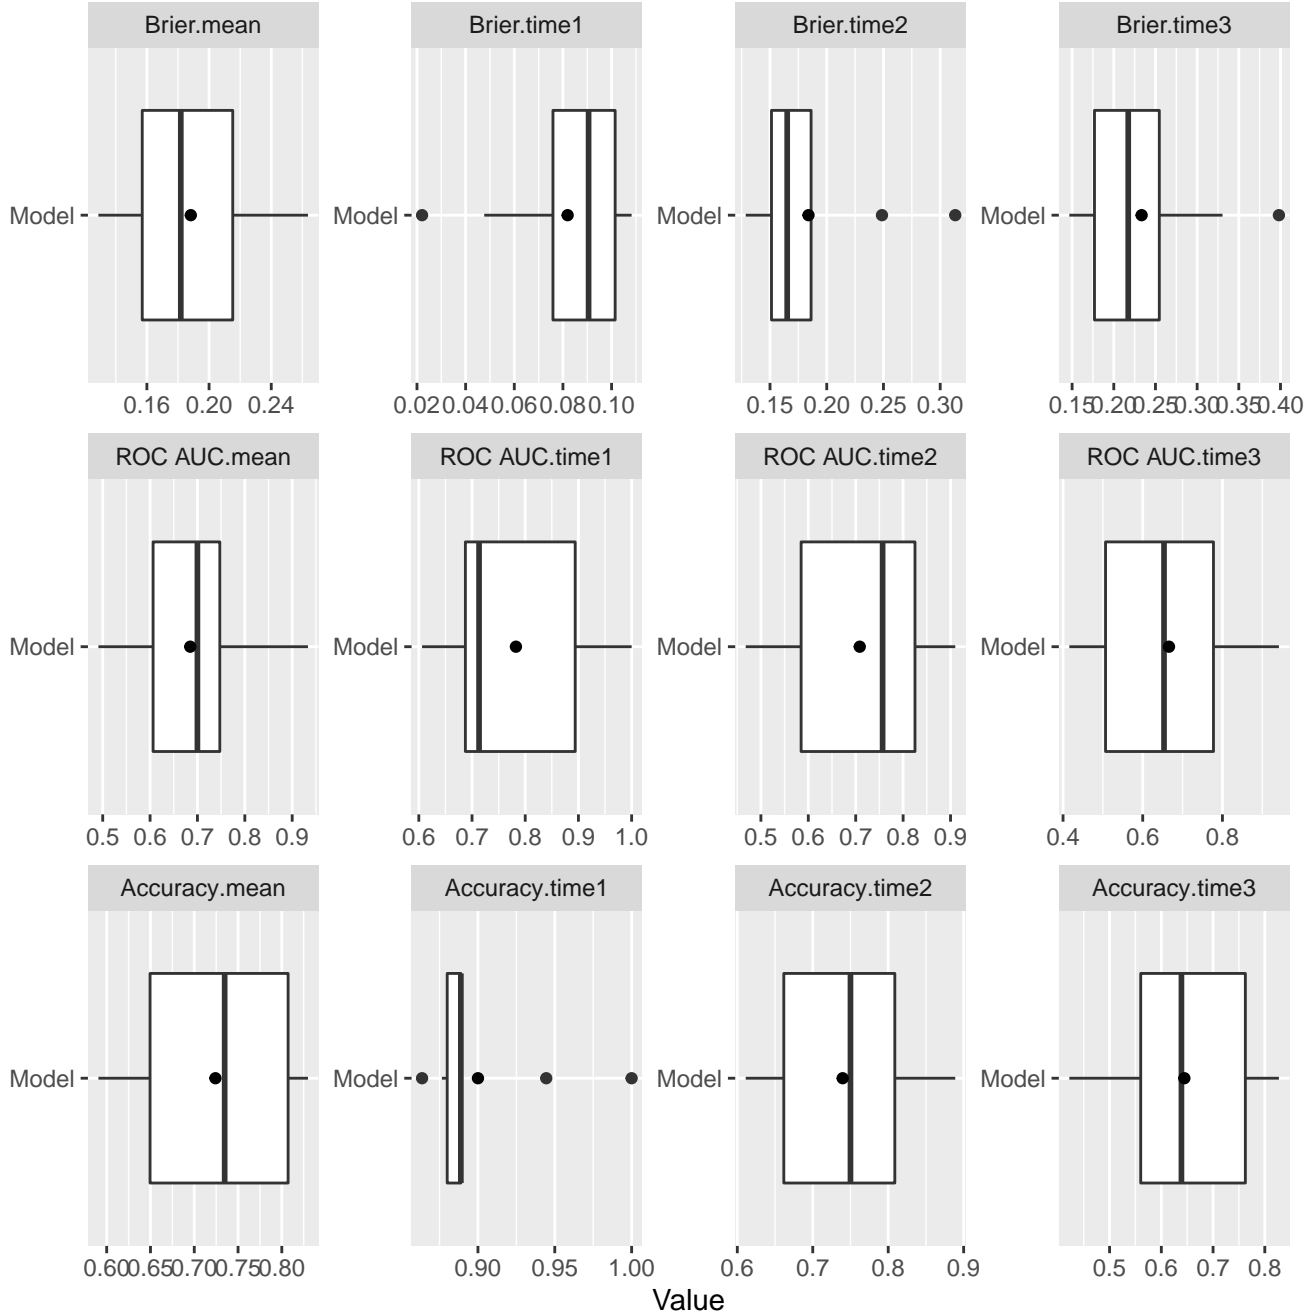 Brier.mean Brier.time1 Brier.time2 Brier.time3
Model Model Model Model
0.16 0.20 0.24 0.02 0.04 0.06 0.08 0.10 0.15 0.20 0.25 0.30 0.15 0.20 0.25 0.30 0.35 0.40
ROC AUC.mean ROC AUC.time1 ROC AUC.time2 ROC AUC.time3
Model Model Model Model
0.5 0.6 0.7 0.8 0.9 0.6 0.7 0.8 0.9 1.0 0.5 0.6 0.7 0.8 0.9 0.4 0.6 0.8
Accuracy.mean Accuracy.time1 Accuracy.time2 Accuracy.time3
Model Model Model Model
0.60 0.65 0.70 0.75 0.80 0.90 0.95 1.00 0.6 0.7 0.8 0.9 0.5 0.6 0.7 0.8
Value